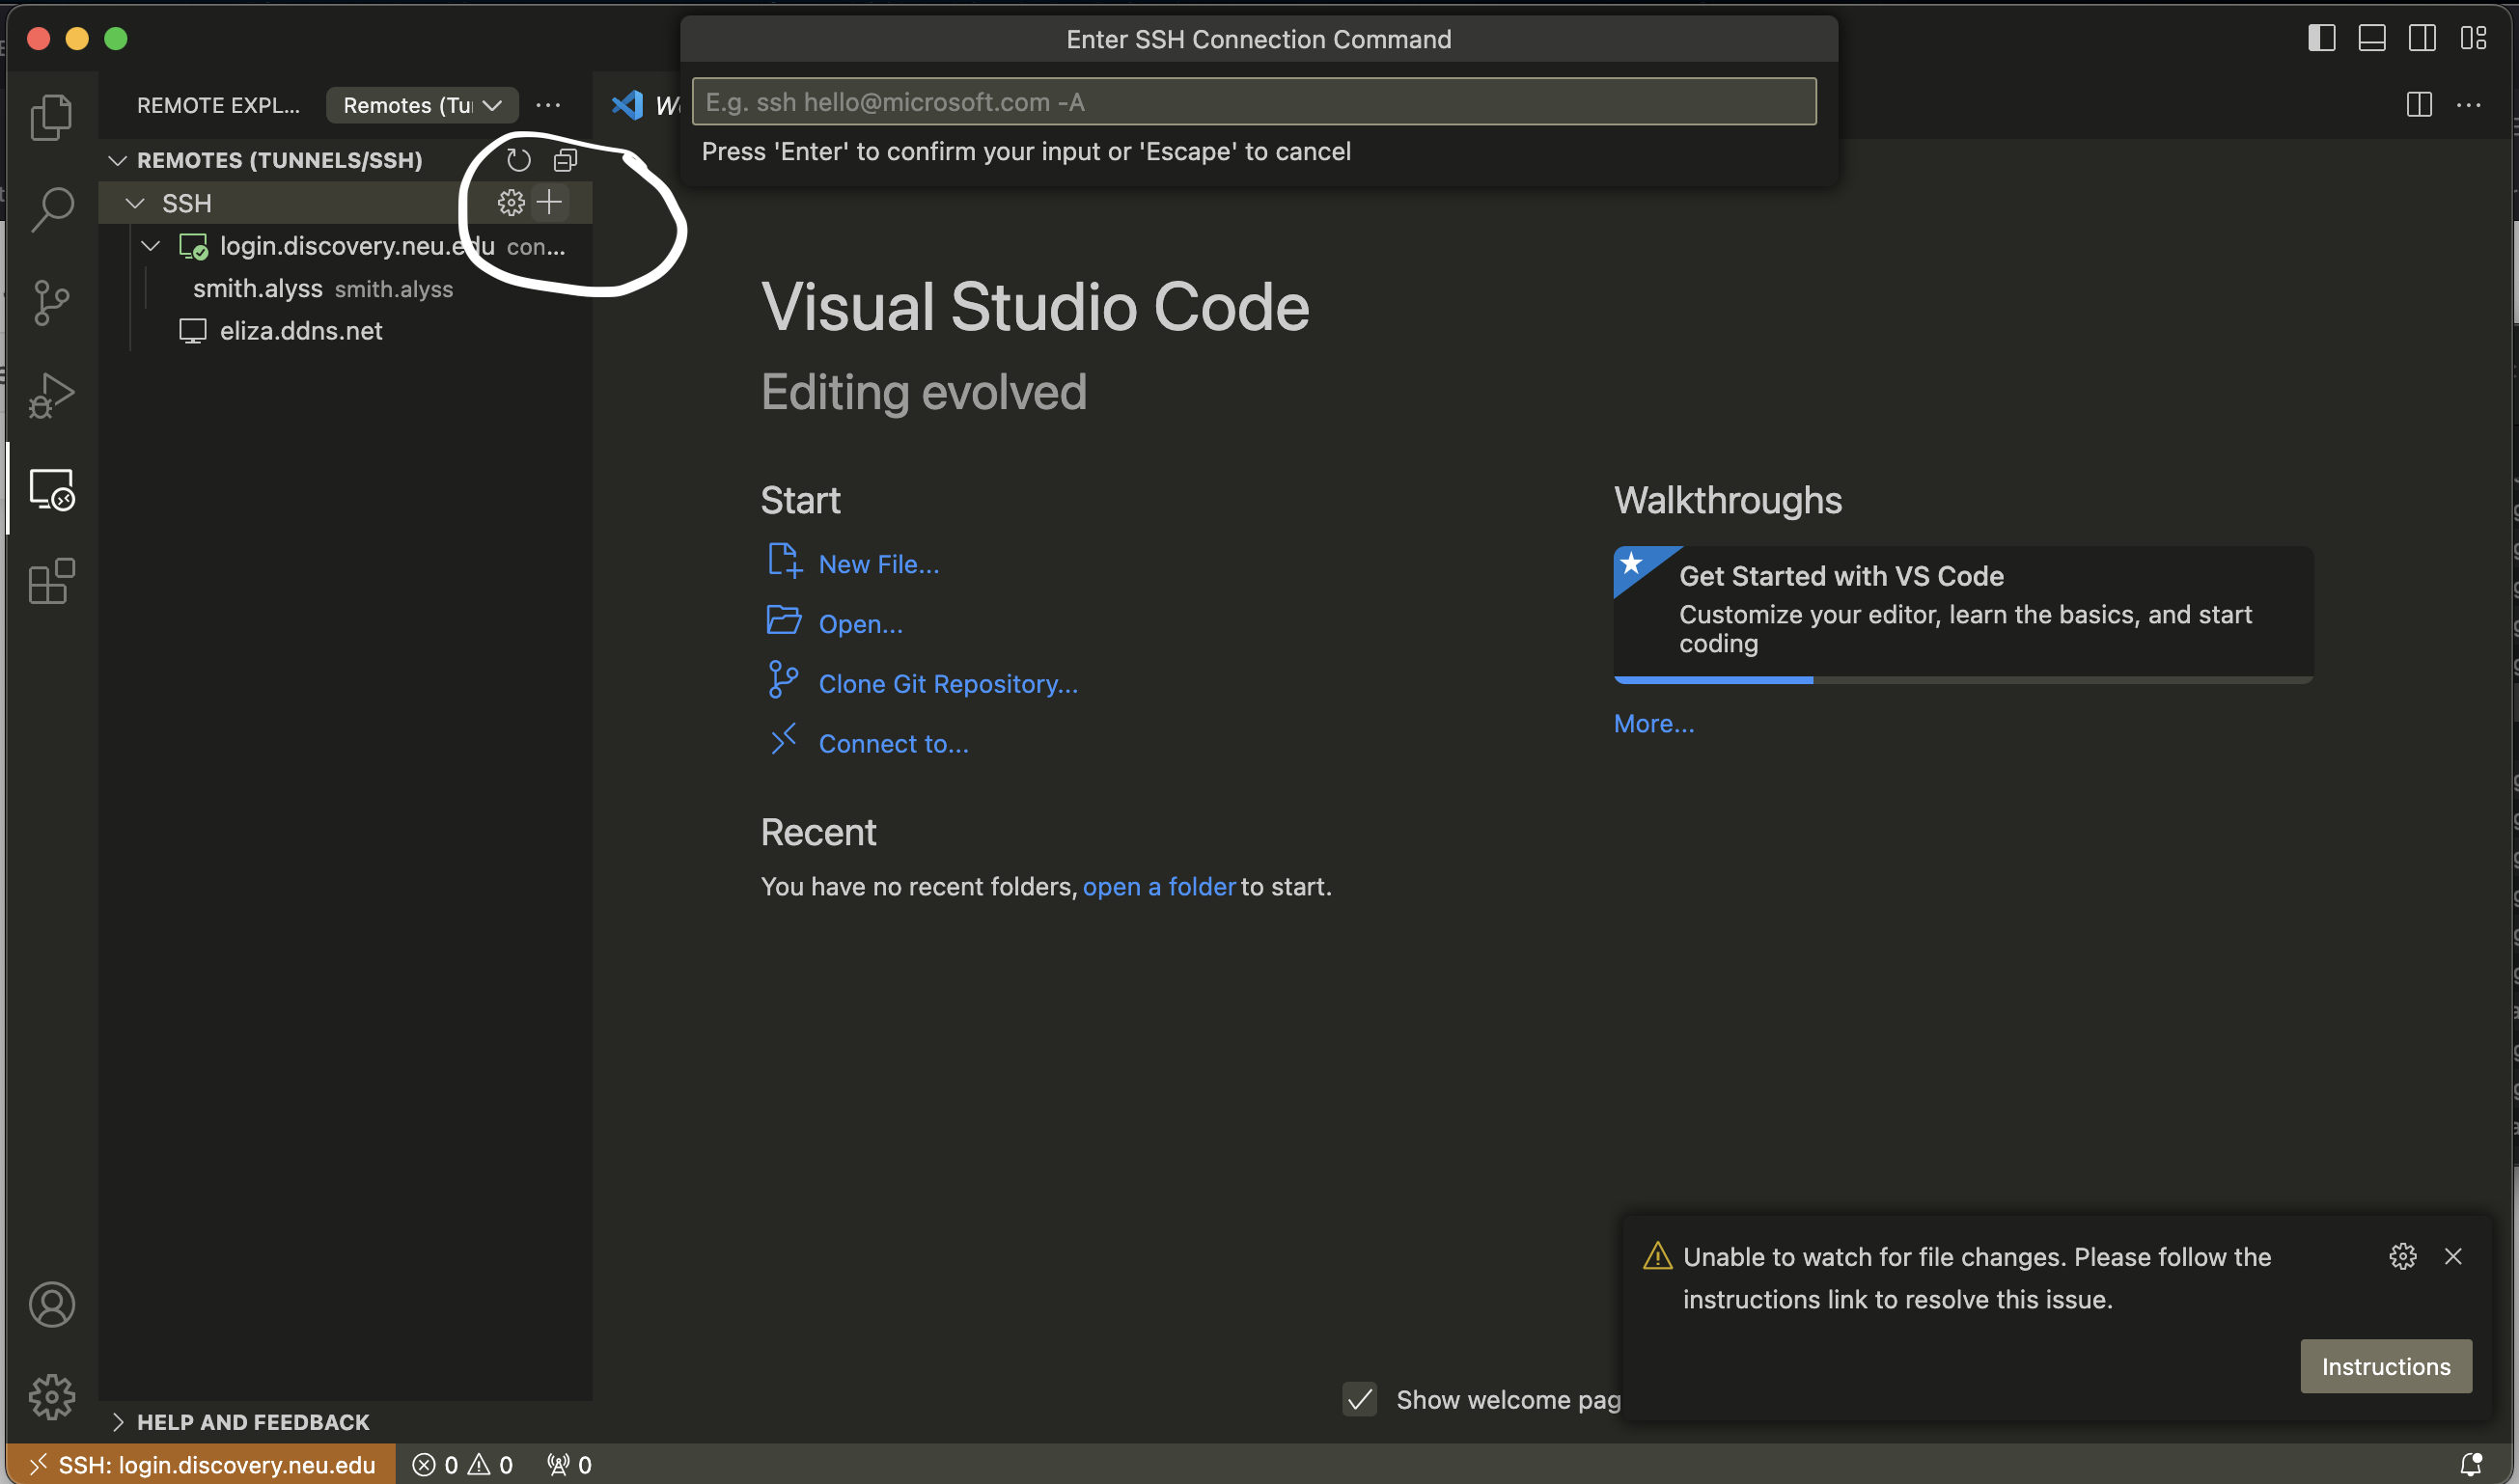 Enter SSH Connection Command
REMOTE EXPL...
Remotes (Tu
E.g. ssh hello@microsoft.com -A
Press 'Enter' to confirm your input or 'Escape' to cancel
REMOTES (TUNNELS/SSH)
SSH
login.discovery.neu.edu con...
smith.alyss smith.alyss
eliza.ddns.net
Visual Studio Code
Editing evolved
Start
New File...
Open...
Clone Git Repository...
Connect to...
Recent
You have no recent folders, open a folder to start.
Walkthroughs
Get Started with VS Code
Customize your editor, learn the basics, and start
coding
More...
Unable to watch for file changes. Please follow the
instructions link to resolve this issue.
Instructions
Show welcome pag
HELP AND FEEDBACK
SSH: login.discovery.neu.edu 0 0 0